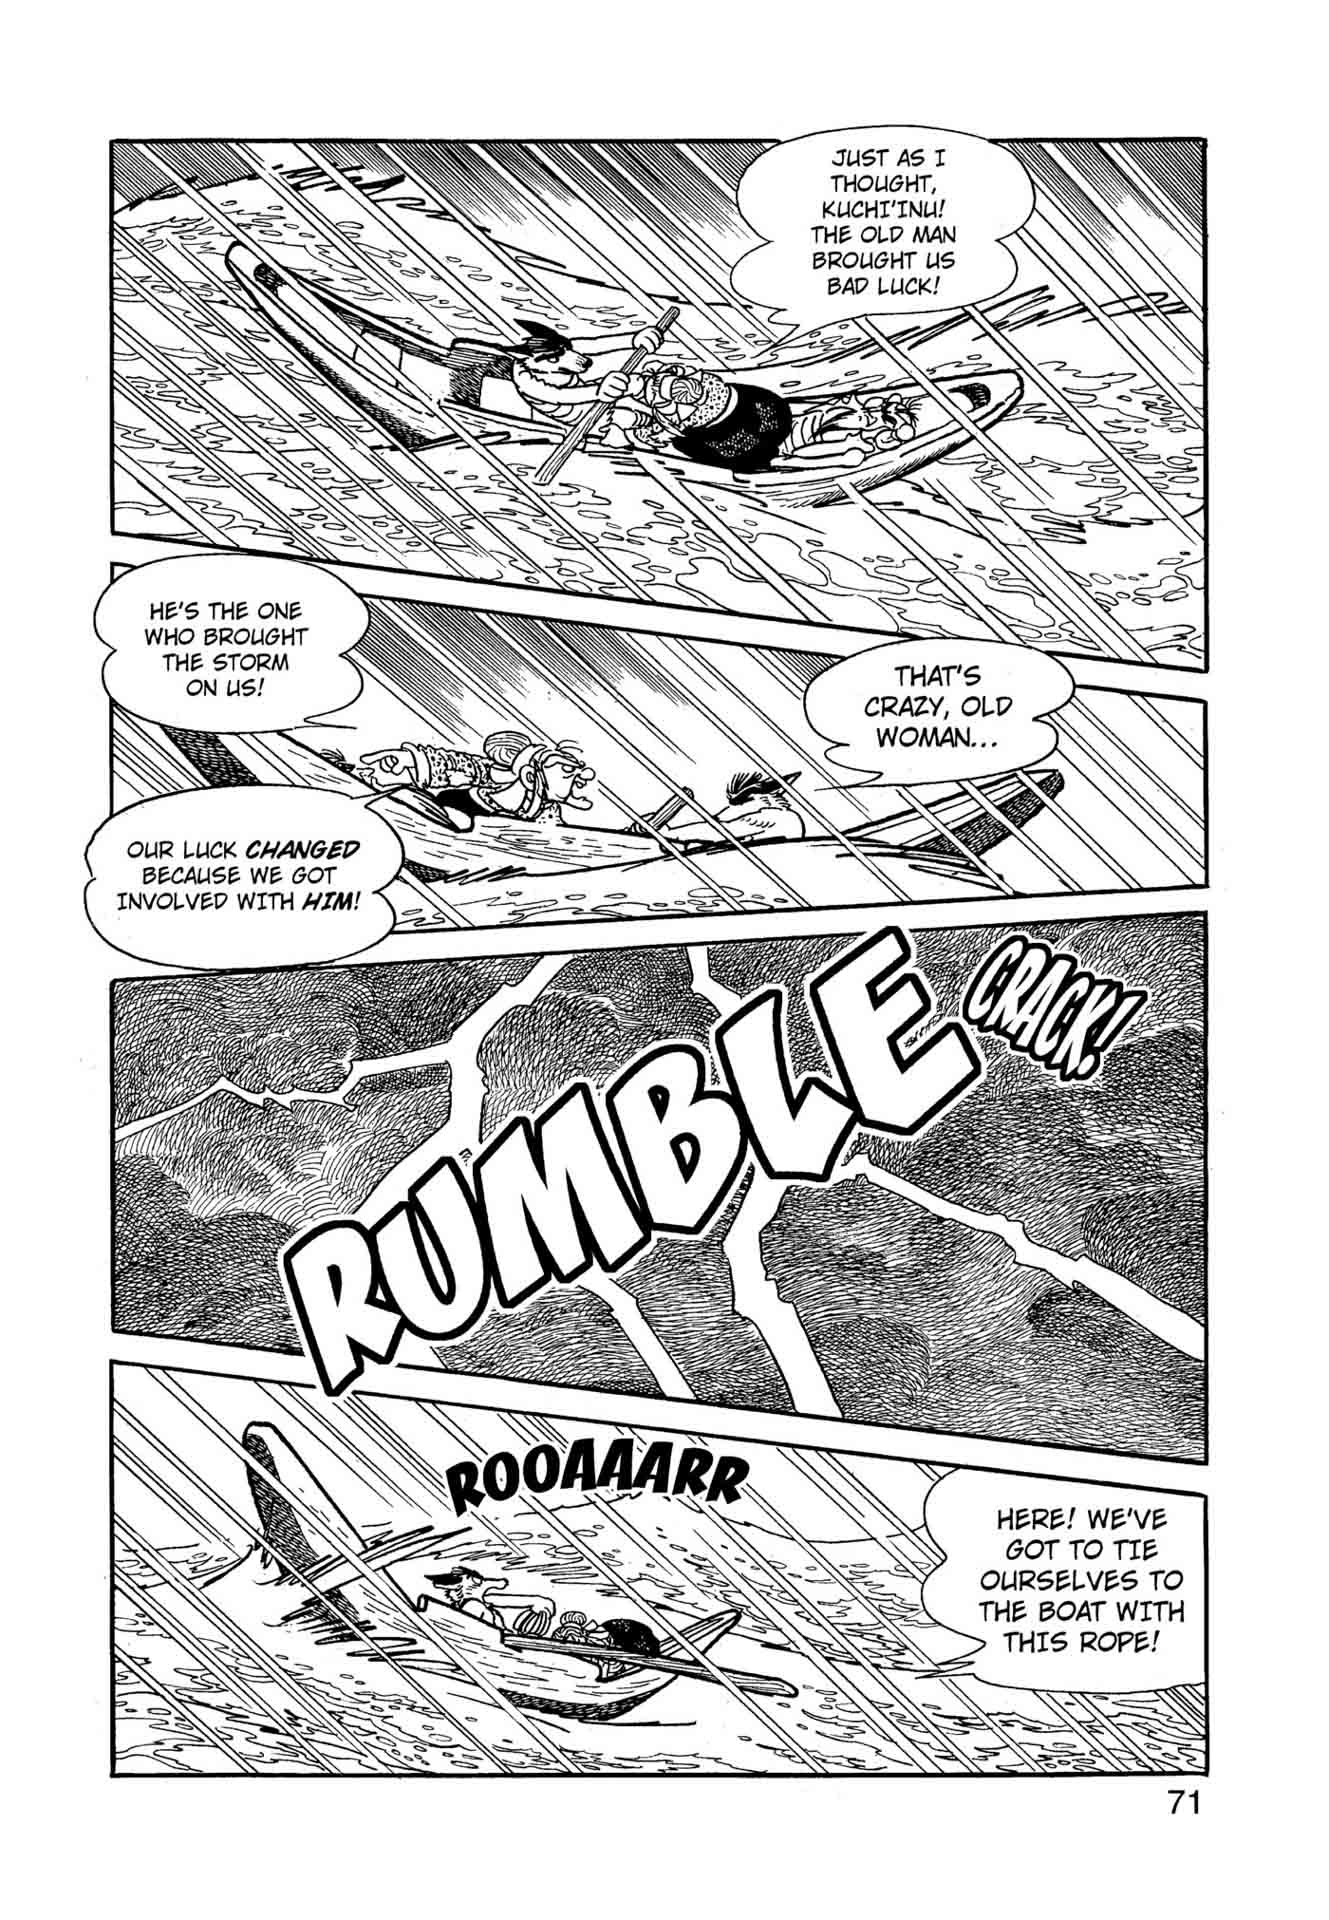 JUST AS I
THOUGHT,
KUCHI'INU!
THE OLD MAN
BROUGHT US
BAD LUCK!
HE'S THE ONE
WHO BROUGHT
THE STORM
ON US!
THAT'S
CRAZY, OLD
WOMAN...
OUR LUCK CHANGED
BECAUSE WE GOT
INVOLVED WITH HIM!
RUMBLE
CRACK!
ROOAAARR
HERE! WE'VE
GOT TO TIE
OURSELVES TO
THE BOAT WITH
THIS ROPE!
71